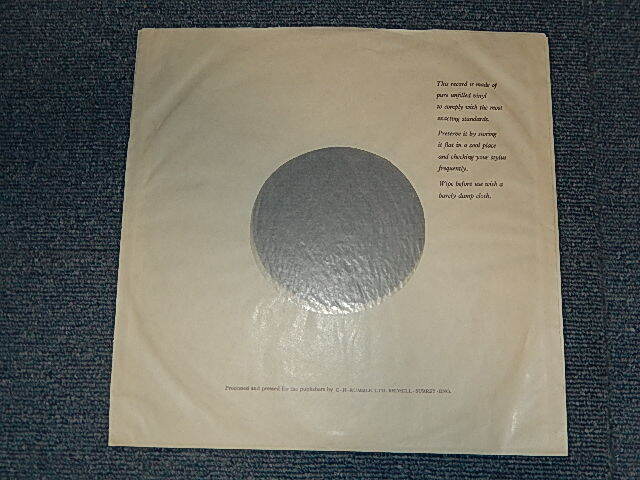 This record is made of
pure unfilled vinyl
to comply with the most
exacting standards.
Preserve it by storing
it flat in a cool place
and checking your stylus
frequently.
Wipe before use with a
barely damp cloth.
Processed and pressed for the publishers by C·H·RUMBLE LTD. REDHILL·SURREY·ENG.